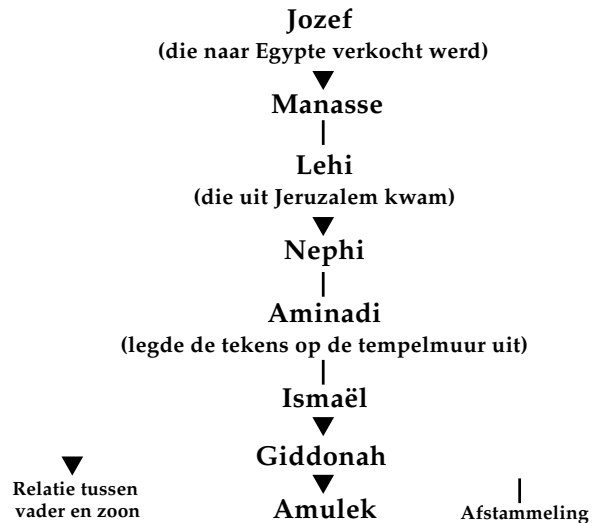 Jozef
(die naar Egypte verkocht werd)
Manasse
Lehi
(die uit Jeruzalem kwam)
Nephi
Aminadi
(legde de tekens op de tempelmuur uit)
Ismaël
Giddonah
Amulek
Relatie tussen
vader en zoon
Afstammeling